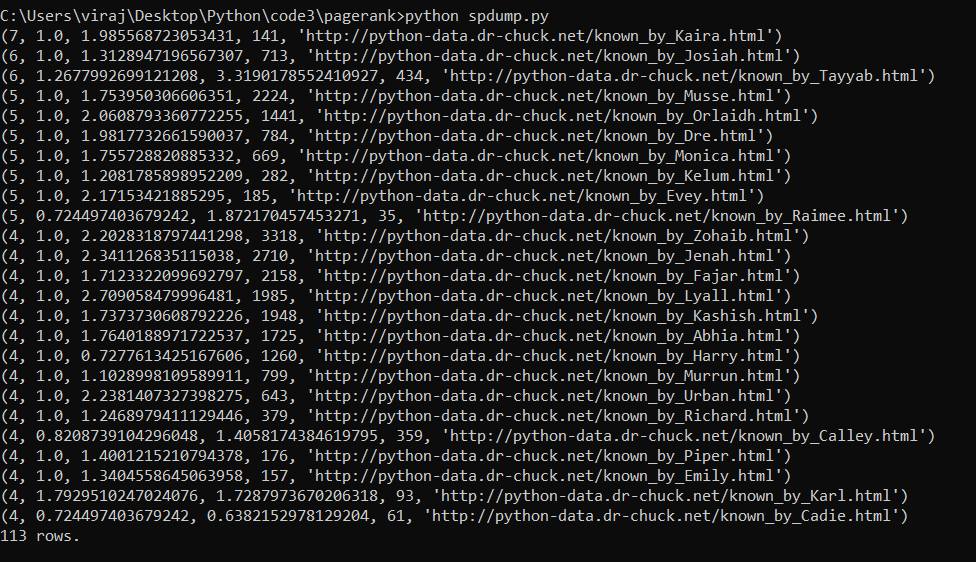 C:\Users\viraj\Desktop\Python\code3\pagerank>python spdump.py
(7, 1.0, 1.985568723053431, 141, 'http://python-data.dr-chuck.net/known_by_Kaira.html')
(6, 1.0, 1.3128947196567307, 713, 'http://python-data.dr-chuck.net/known_by_Josiah.html')
(6, 1.2677992699121208, 3.3190178552410927, 434, 'http://python-data.dr-chuck.net/known_by_Tayyab.html')
(5, 1.0, 1.753950306606351, 2224, 'http://python-data.dr-chuck.net/known_by_Musse.html')
(5, 1.0, 2.0608793360772255, 1441, 'http://python-data.dr-chuck.net/known_by_Orlaidh.html')
(5, 1.0, 1.9817732661590037, 784, 'http://python-data.dr-chuck.net/known_by_Dre.html')
(5, 1.0, 1.755728820885332, 669, 'http://python-data.dr-chuck.net/known_by_Monica.html')
(5, 1.0, 1.2081785898952209, 282, 'http://python-data.dr-chuck.net/known_by_Kelum.html')
(5, 1.0, 2.17153421885295, 185, 'http://python-data.dr-chuck.net/known_by_Evey.html')
(5, 0.724497403679242, 1.872170457453271, 35, 'http://python-data.dr-chuck.net/known_by_Raimee.html')
(4, 1.0, 2.2028318797441298, 3318, 'http://python-data.dr-chuck.net/known_by_Zohaib.html')
(4, 1.0, 2.341126835115038, 2710, 'http://python-data.dr-chuck.net/known_by_Jenah.html')
(4, 1.0, 1.7123322099692797, 2158, 'http://python-data.dr-chuck.net/known_by_Fajar.html')
(4, 1.0, 2.709058479996481, 1985, 'http://python-data.dr-chuck.net/known_by_Lyall.html')
(4, 1.0, 1.7373730608792226, 1948, 'http://python-data.dr-chuck.net/known_by_Kashish.html')
(4, 1.0, 1.7640188971722537, 1725, 'http://python-data.dr-chuck.net/known_by_Abhia.html')
(4, 1.0, 0.7277613425167606, 1260, 'http://python-data.dr-chuck.net/known_by_Harry.html')
(4, 1.0, 1.1028998109589911, 799, 'http://python-data.dr-chuck.net/known_by_Murrun.html')
(4, 1.0, 2.2381407327398275, 643, 'http://python-data.dr-chuck.net/known_by_Urban.html')
(4, 1.0, 1.2468979411129446, 379, 'http://python-data.dr-chuck.net/known_by_Richard.html')
(4, 0.8208739104296048, 1.4058174384619795, 359, 'http://python-data.dr-chuck.net/known_by_Calley.html')
(4, 1.0, 1.4001215210794378, 176, 'http://python-data.dr-chuck.net/known_by_Piper.html')
(4, 1.0, 1.3404558645063958, 157, 'http://python-data.dr-chuck.net/known_by_Emily.html')
(4, 1.7929510247024076, 1.7287973670206318, 93, 'http://python-data.dr-chuck.net/known_by_Karl.html')
(4, 0.724497403679242, 0.6382152978129204, 61, 'http://python-data.dr-chuck.net/known_by_Cadie.html')
113 rows.